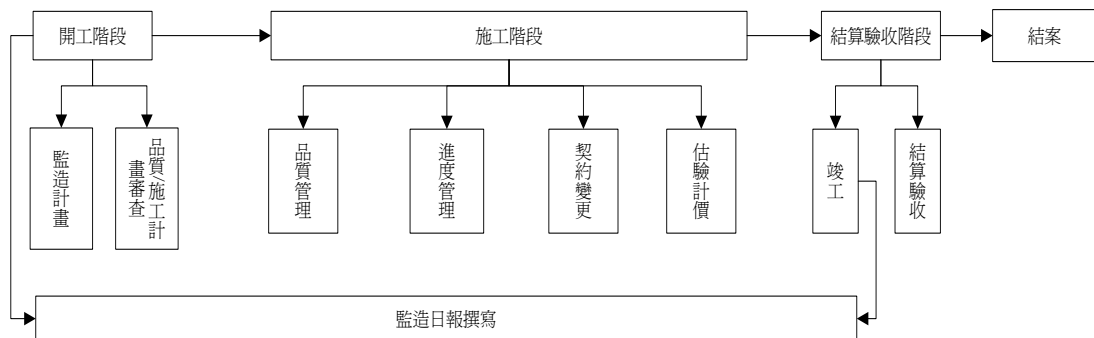 開工階段
施工階段
結算驗收階段
結案
監造計畫
品質/施工計
畫審查
品質管理
進度管理
契約變更
估驗計價
竣工
結算驗收
監造日報撰寫